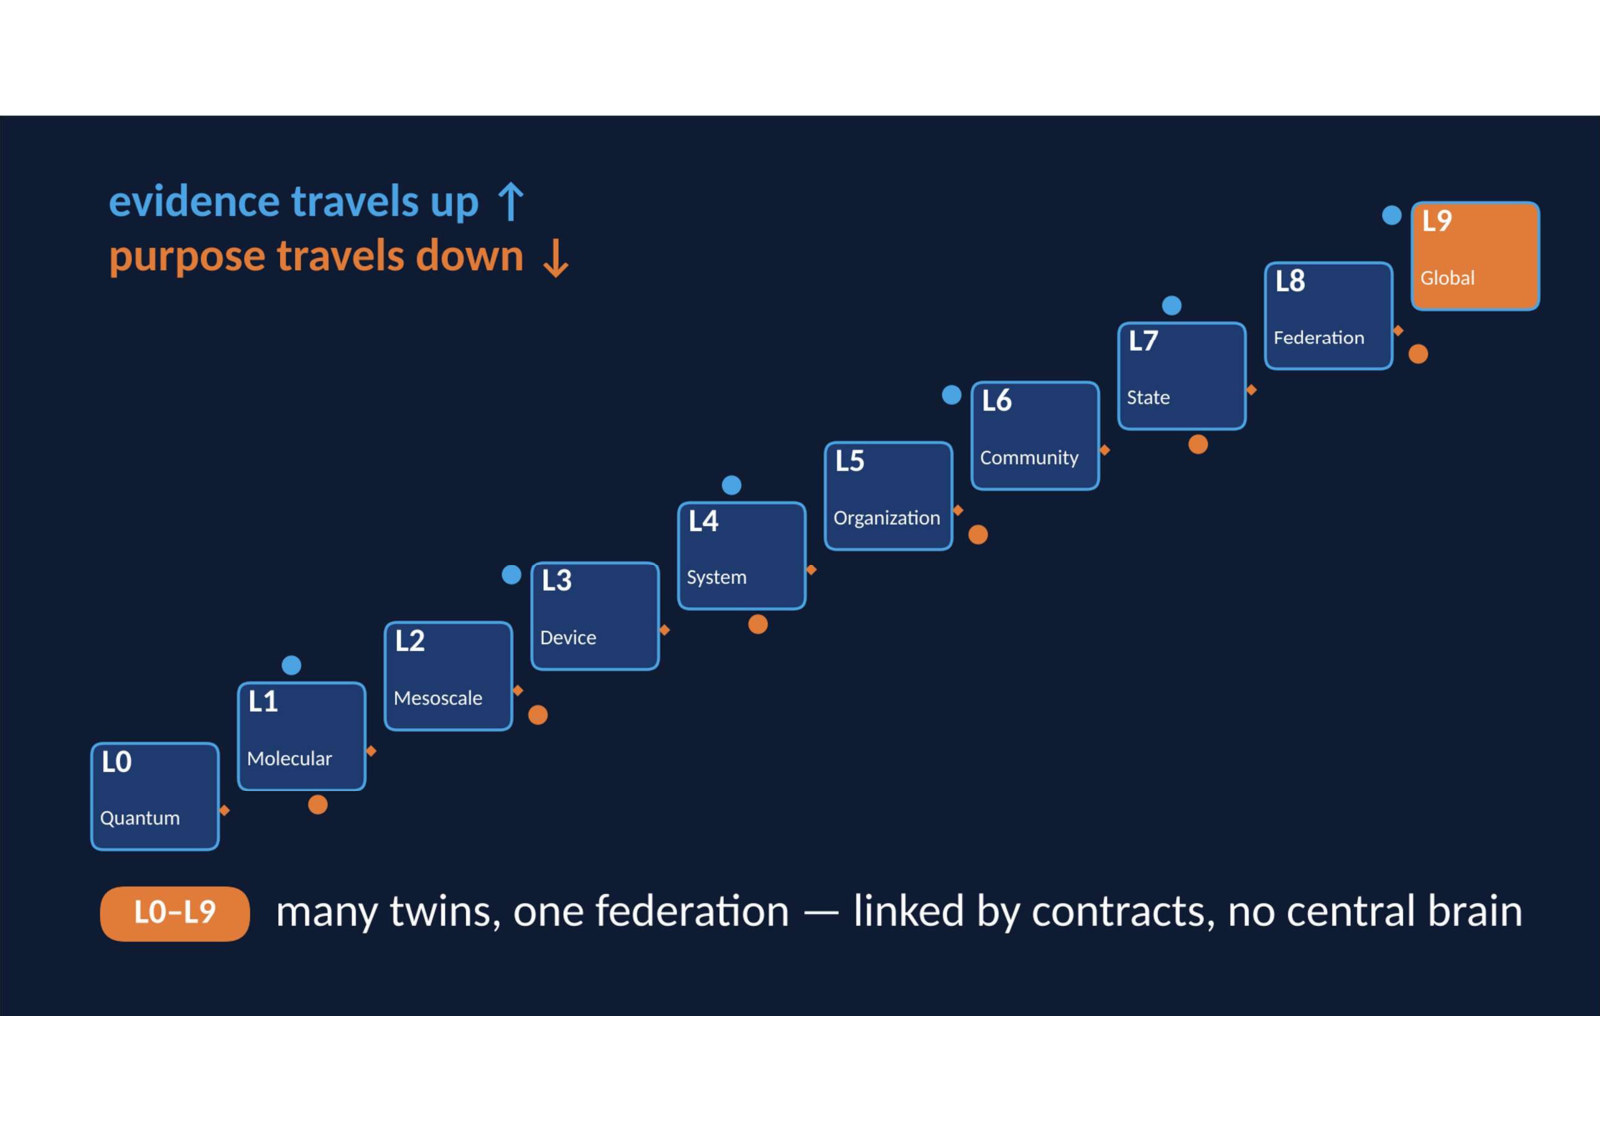 evidence travels up ↑
purpose travels down ↓
L0
Quantum
L1
Molecular
L2
Mesoscale
L3
Device
L4
System
L5
Organization
L6
Community
L7
State
L8
Federation
L9
Global
L0–L9
many twins, one federation — linked by contracts, no central brain